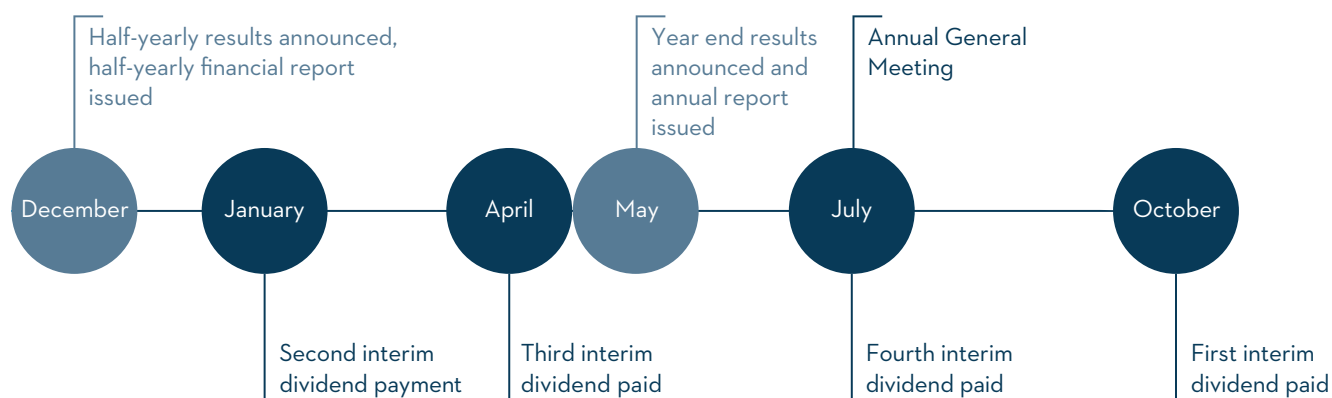 Half-yearly results announced,
half-yearly financial report
issued
Year end results
announced and
annual report
issued
Annual General
Meeting
December
January
April
May
July
October
Second interim
dividend payment
Third interim
dividend paid
Fourth interim
dividend paid
First interim
dividend paid